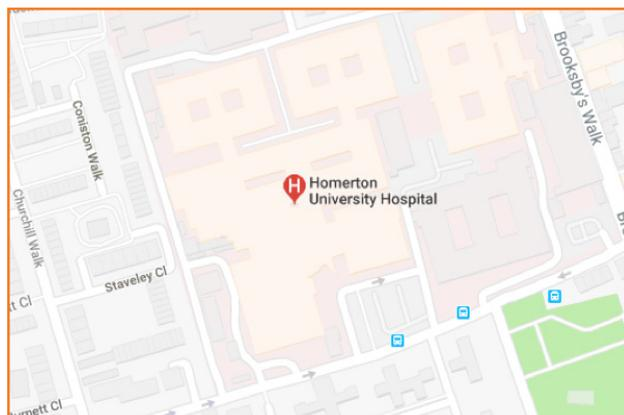 Brooksby's Walk
Coniston Walk
H Homerton
University Hospital
Churchill Walk
Staveley Cl
tt Cl
urnett Cl